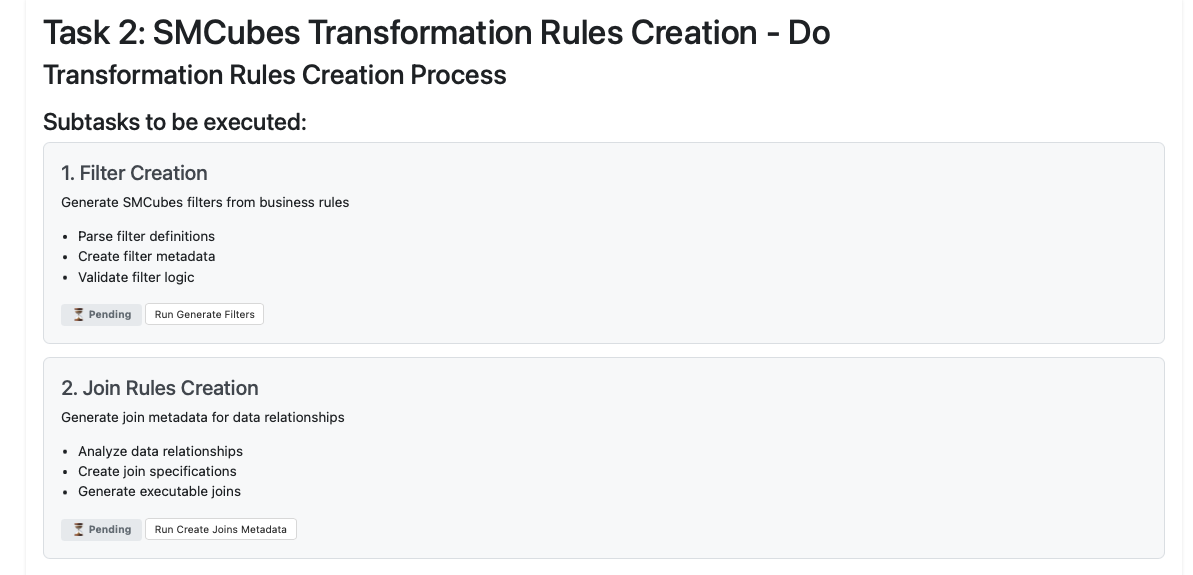 Task 2: SMCubes Transformation Rules Creation - Do
Transformation Rules Creation Process
Subtasks to be executed:
1. Filter Creation
Generate SMCubes filters from business rules
• Parse filter definitions
• Create filter metadata
• Validate filter logic
⏳ Pending Run Generate Filters
2. Join Rules Creation
Generate join metadata for data relationships
• Analyze data relationships
• Create join specifications
• Generate executable joins
⏳ Pending Run Create Joins Metadata